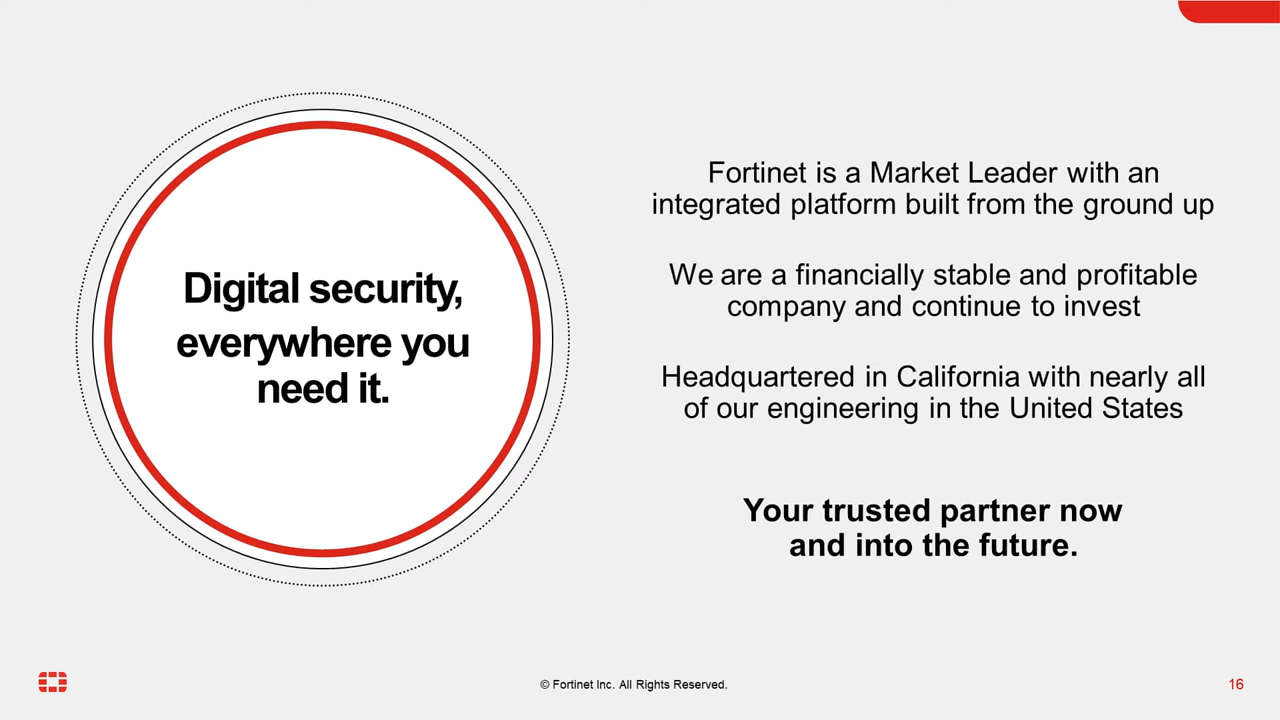 Digital security,
everywhere you
need it.
Fortinet is a Market Leader with an
integrated platform built from the ground up
We are a financially stable and profitable
company and continue to invest
Headquartered in California with nearly all
of our engineering in the United States
Your trusted partner now
and into the future.
© Fortinet Inc. All Rights Reserved.
16